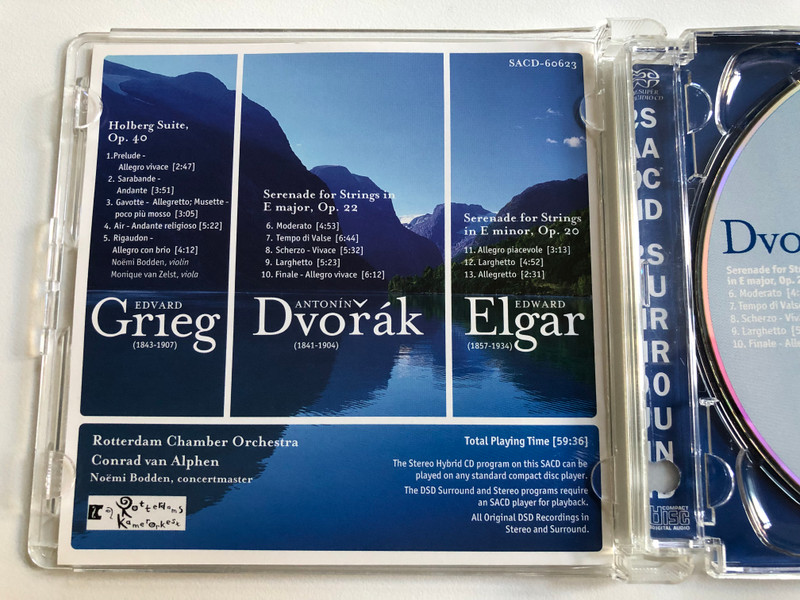 SACD-60623
Holberg Suite,
Op. 40
1.Prelude -
Allegro vivace [2:47]
2. Sarabande -
Andante [3:51]
3. Gavotte - Allegretto; Musette -
poco più mosso [3:05]
4. Air - Andante religioso [5:22]
5. Rigaudon -
Allegro con brio [4:12]
Noëmi Bodden, violin
Monique van Zelst, viola
EDVARD
Grieg
(1843-1907)
Serenade for Strings in
E major, Op. 22
6. Moderato [4:53]
7. Tempo di Valse [6:44]
8. Scherzo - Vivace [5:32]
9. Larghetto [5:23]
10. Finale - Allegro vivace [6:12]
ANTONÍN
Dvořák
(1841-1904)
Serenade for Strings
in E minor, Op. 20
11. Allegro piacevole [3:13]
12. Larghetto [4:52]
13. Allegretto [2:31]
EDWARD
Elgar
(1857-1934)
Rotterdam Chamber Orchestra
Conrad van Alphen
Noëmi Bodden, concertmaster
Rotterdams
Kamerorkest
Total Playing Time [59:36]
The Stereo Hybrid CD program on this SACD can be
played on any standard compact disc player.
The DSD Surround and Stereo programs require
an SACD player for playback.
All Original DSD Recordings in
Stereo and Surround.
SUPER AUDIO CD
SACD
SURROUND
COMPACT
disc
DIGITAL AUDIO
Dvo
Serenade for
in E major, Op.
6. Moderato [4:
7. Tempo di Vals
8. Scherzo - Viv
9. Larghetto [5
10. Finale - Alle